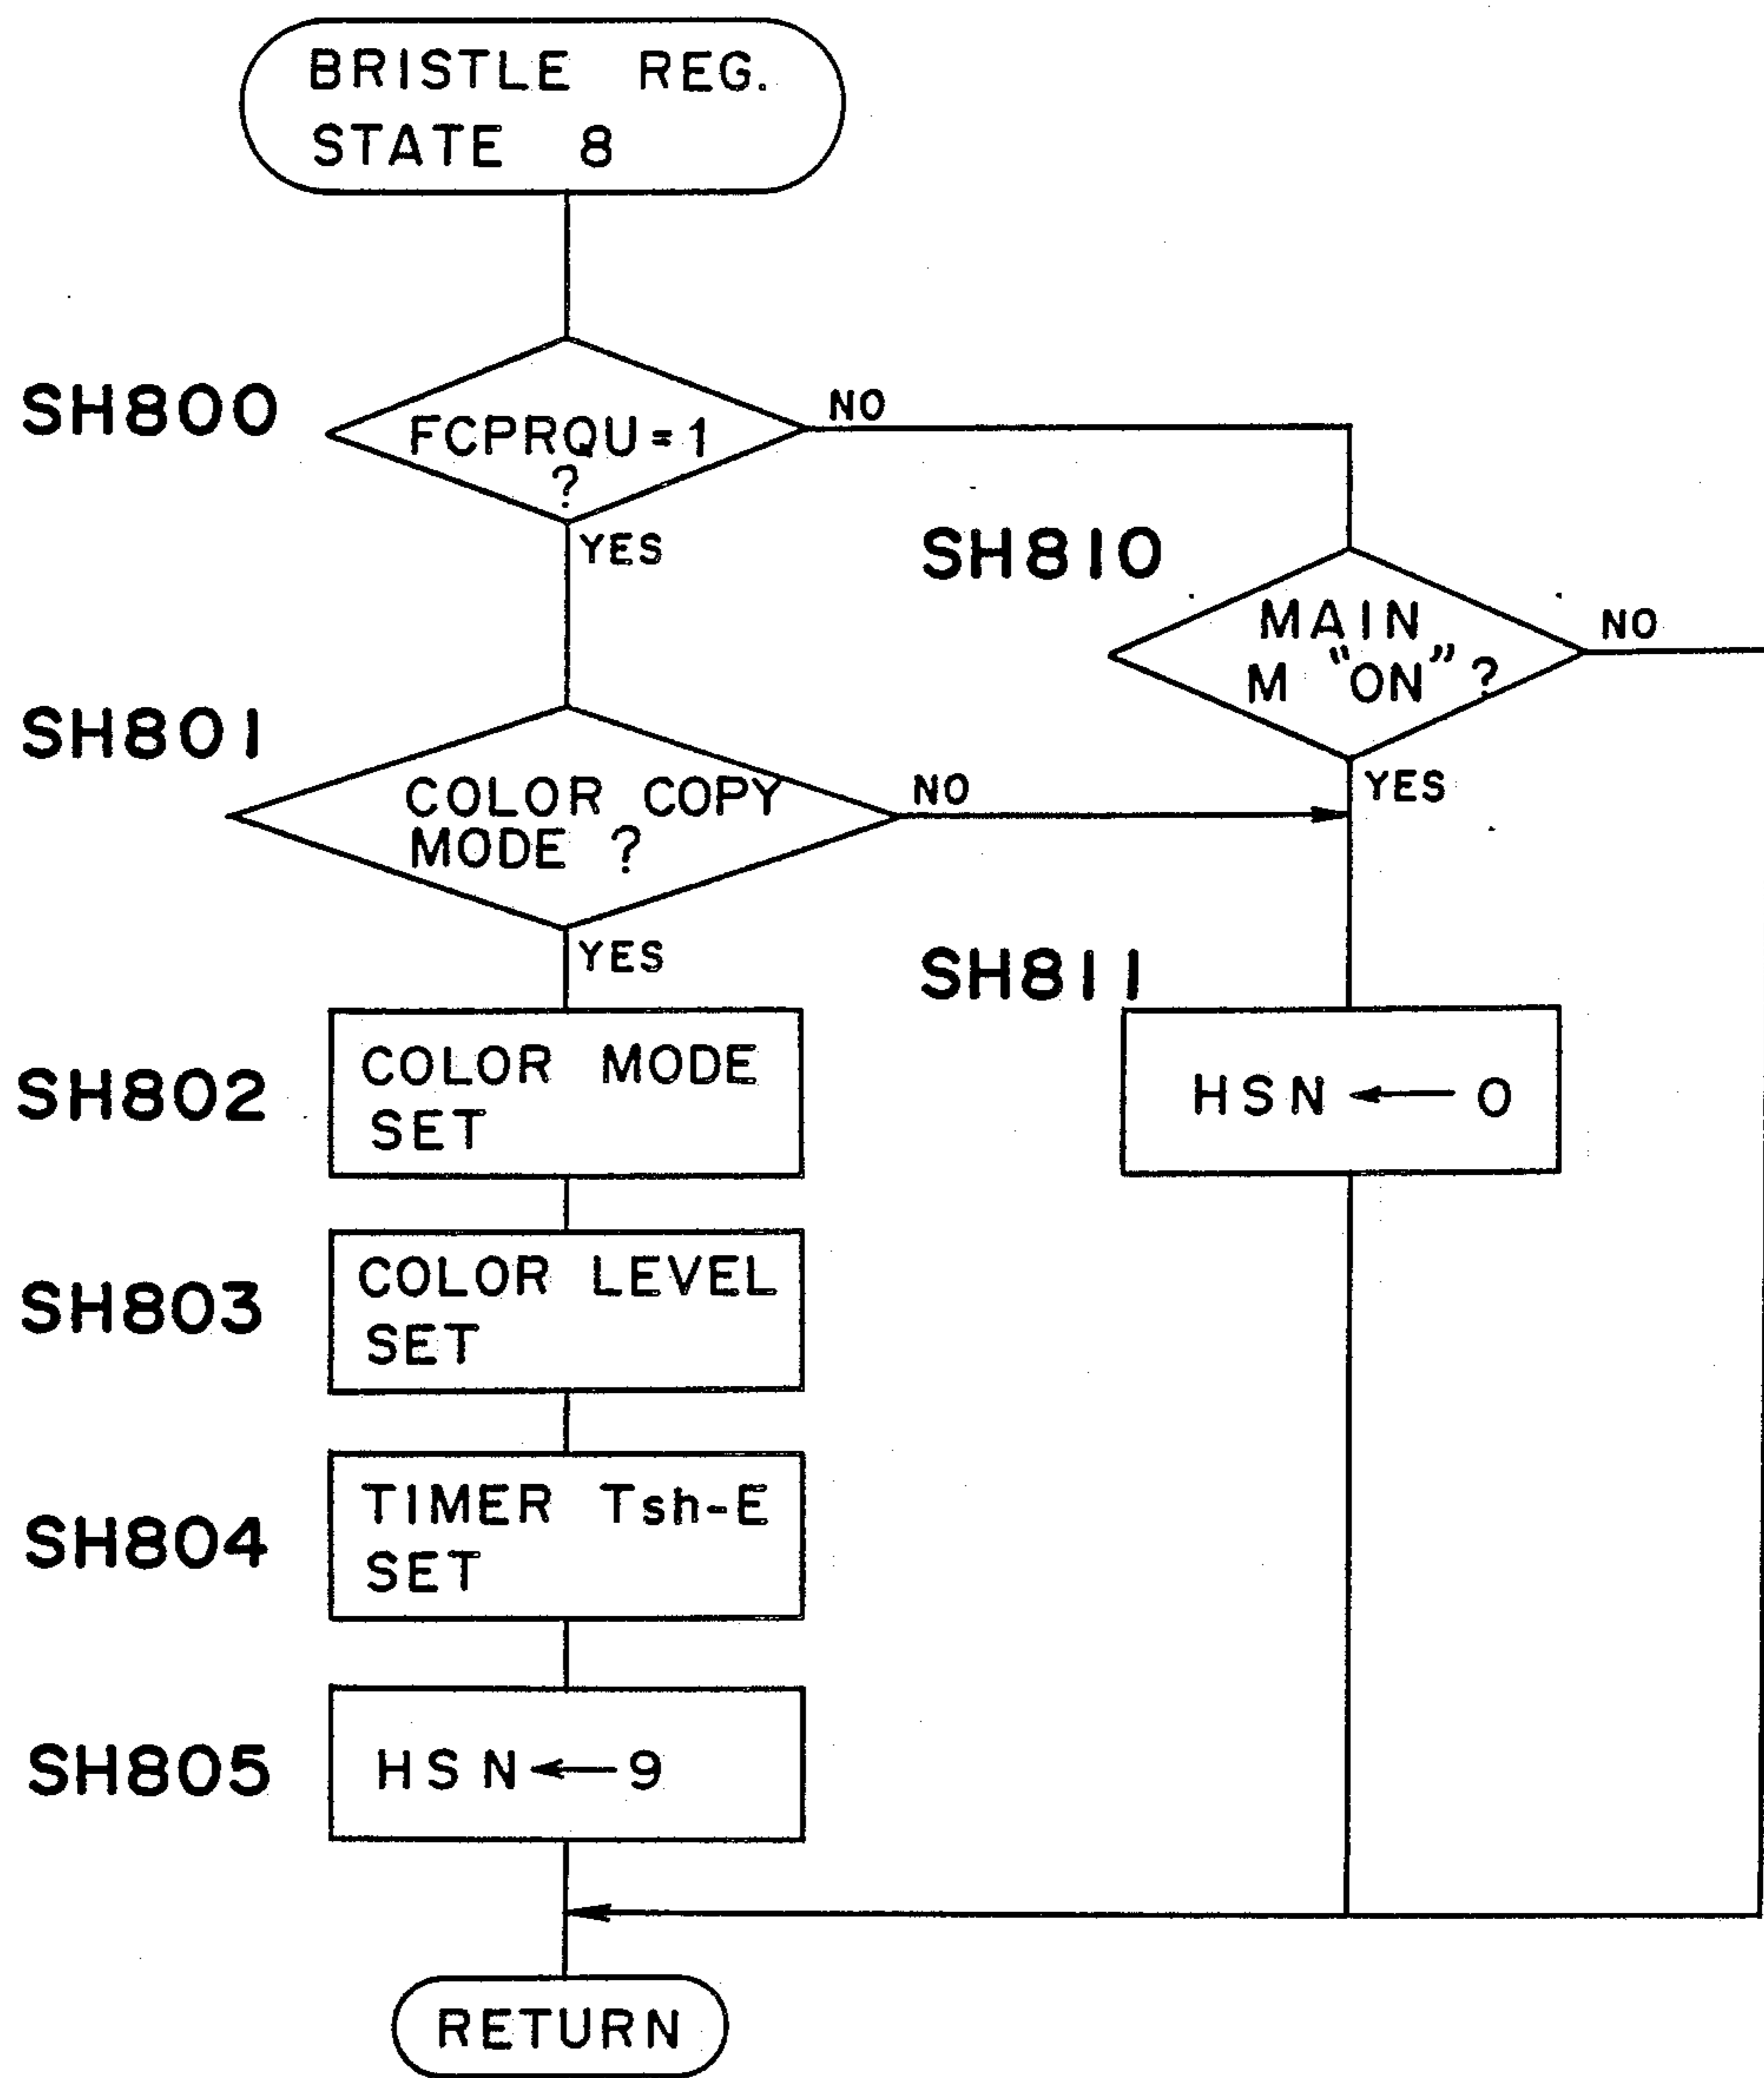 BRISTLE REG.
STATE 8
SH800
FCPRQU=1
?
NO
YES
SH810
MAIN
M "ON"?
NO
YES
SH801
COLOR COPY
MODE ?
NO
YES
SH811
HSN ← 0
SH802
COLOR MODE
SET
SH803
COLOR LEVEL
SET
SH804
TIMER Tsh-E
SET
SH805
HSN ← 9
RETURN